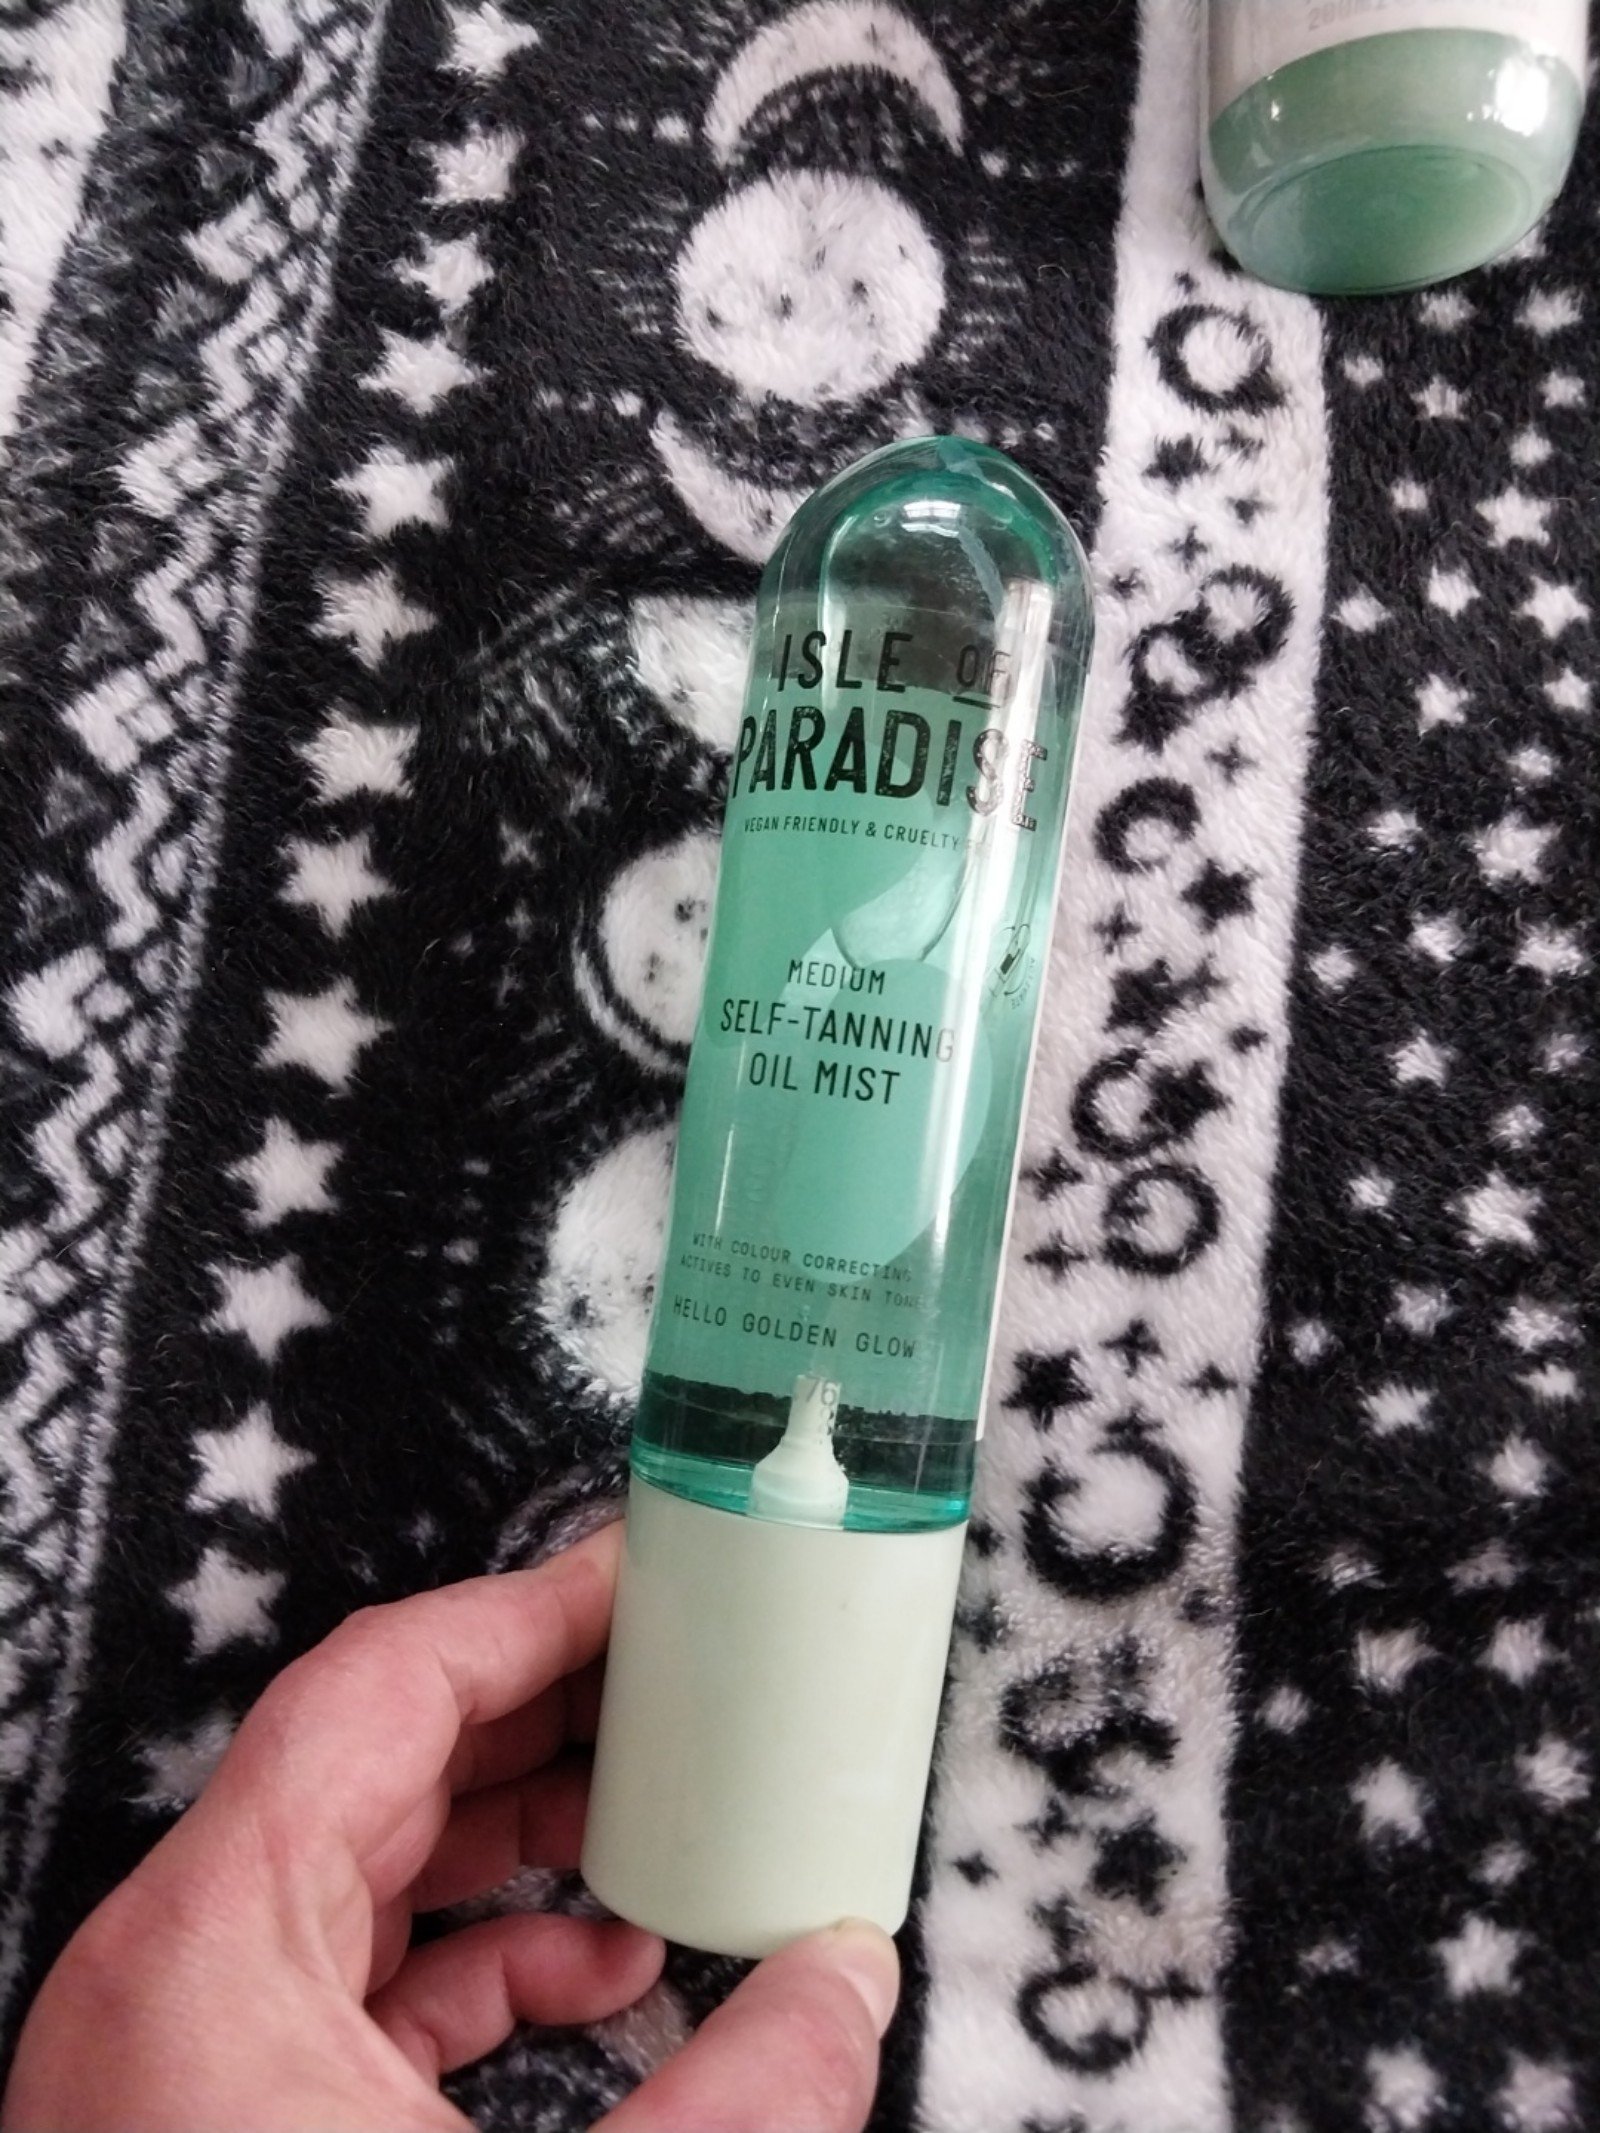 ISLE OF
PARADISE
VEGAN FRIENDLY & CRUELTY
MEDIUM
SELF-TANNING
OIL MIST
WITH COLOUR CORRECTING
ACTIVES TO EVEN SKIN TONE
HELLO GOLDEN GLOW
76